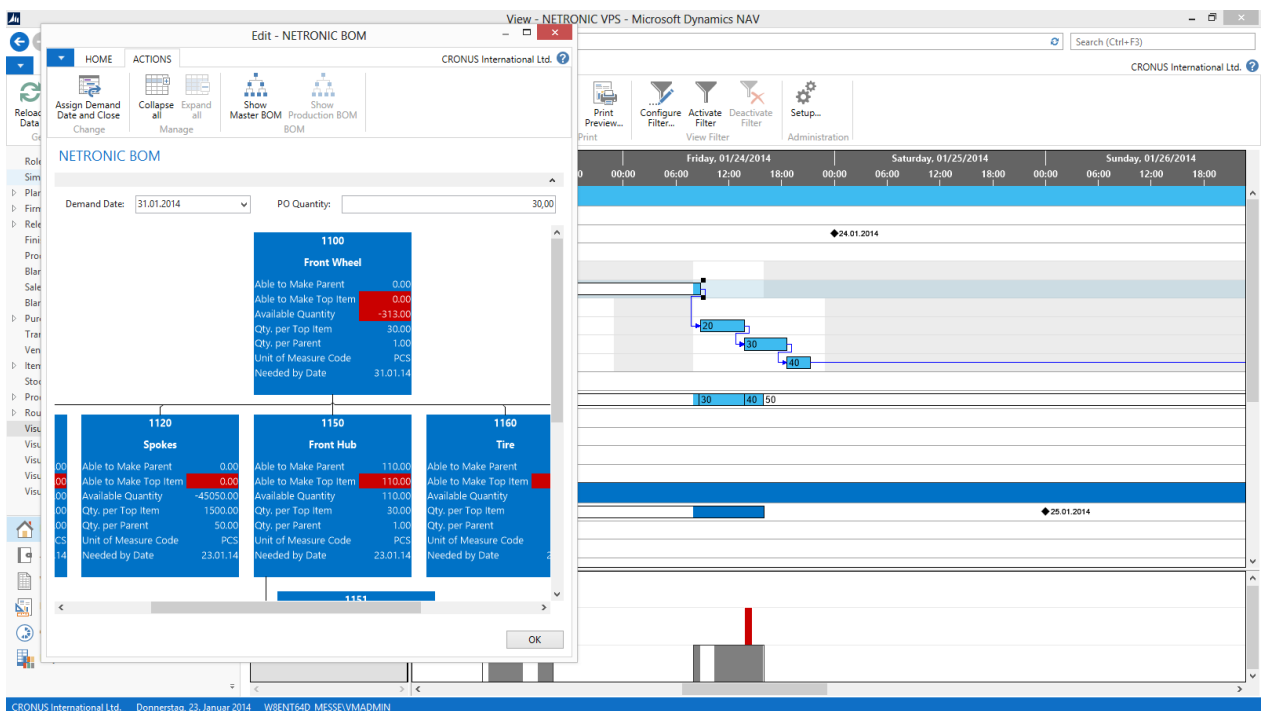 View - NETRONIC VPS - Microsoft Dynamics NAV
Edit - NETRONIC BOM
Search (Ctrl+F3)
HOME ACTIONS
CRONUS International Ltd.
CRONUS International Ltd.
Reload
Data
Assign Demand
Date and Close
Collapse
all
Expand
all
Show
Master BOM
Show
Production BOM
Change
Manage
BOM
Print
Preview...
Configure
Filter...
Activate
Filter
Deactivate
Filter
Setup...
Print
View Filter
Administration
NETRONIC BOM
Friday, 01/24/2014
Saturday, 01/25/2014
Sunday, 01/26/2014
0 00:00 06:00 12:00 18:00 00:00 06:00 12:00 18:00 00:00 06:00 12:00 18:00
Demand Date: 31.01.2014
PO Quantity: 30,00
1100
Front Wheel
Able to Make Parent 0.00
Able to Make Top Item 0.00
Available Quantity -313.00
Qty. per Top Item 30.00
Qty. per Parent 1.00
Unit of Measure Code PCS
Needed by Date 31.01.14
1120
Spokes
Able to Make Parent 0.00
Able to Make Top Item 0.00
Available Quantity -45050.00
Qty. per Top Item 1500.00
Qty. per Parent 50.00
Unit of Measure Code PCS
Needed by Date 23.01.14
1150
Front Hub
Able to Make Parent 110.00
Able to Make Top Item 110.00
Available Quantity 110.00
Qty. per Top Item 30.00
Qty. per Parent 1.00
Unit of Measure Code PCS
Needed by Date 23.01.14
1160
Tire
Able to Make Parent
Able to Make Top Item
Available Quantity
Qty. per Top Item
Qty. per Parent
Unit of Measure Code
Needed by Date 2
1151
OK
24.01.2014
20
30
40
30 40 50
25.01.2014
CRONUS International Ltd. Donnerstag, 23. Januar 2014 W8ENT64D_MESSE\VMADMIN